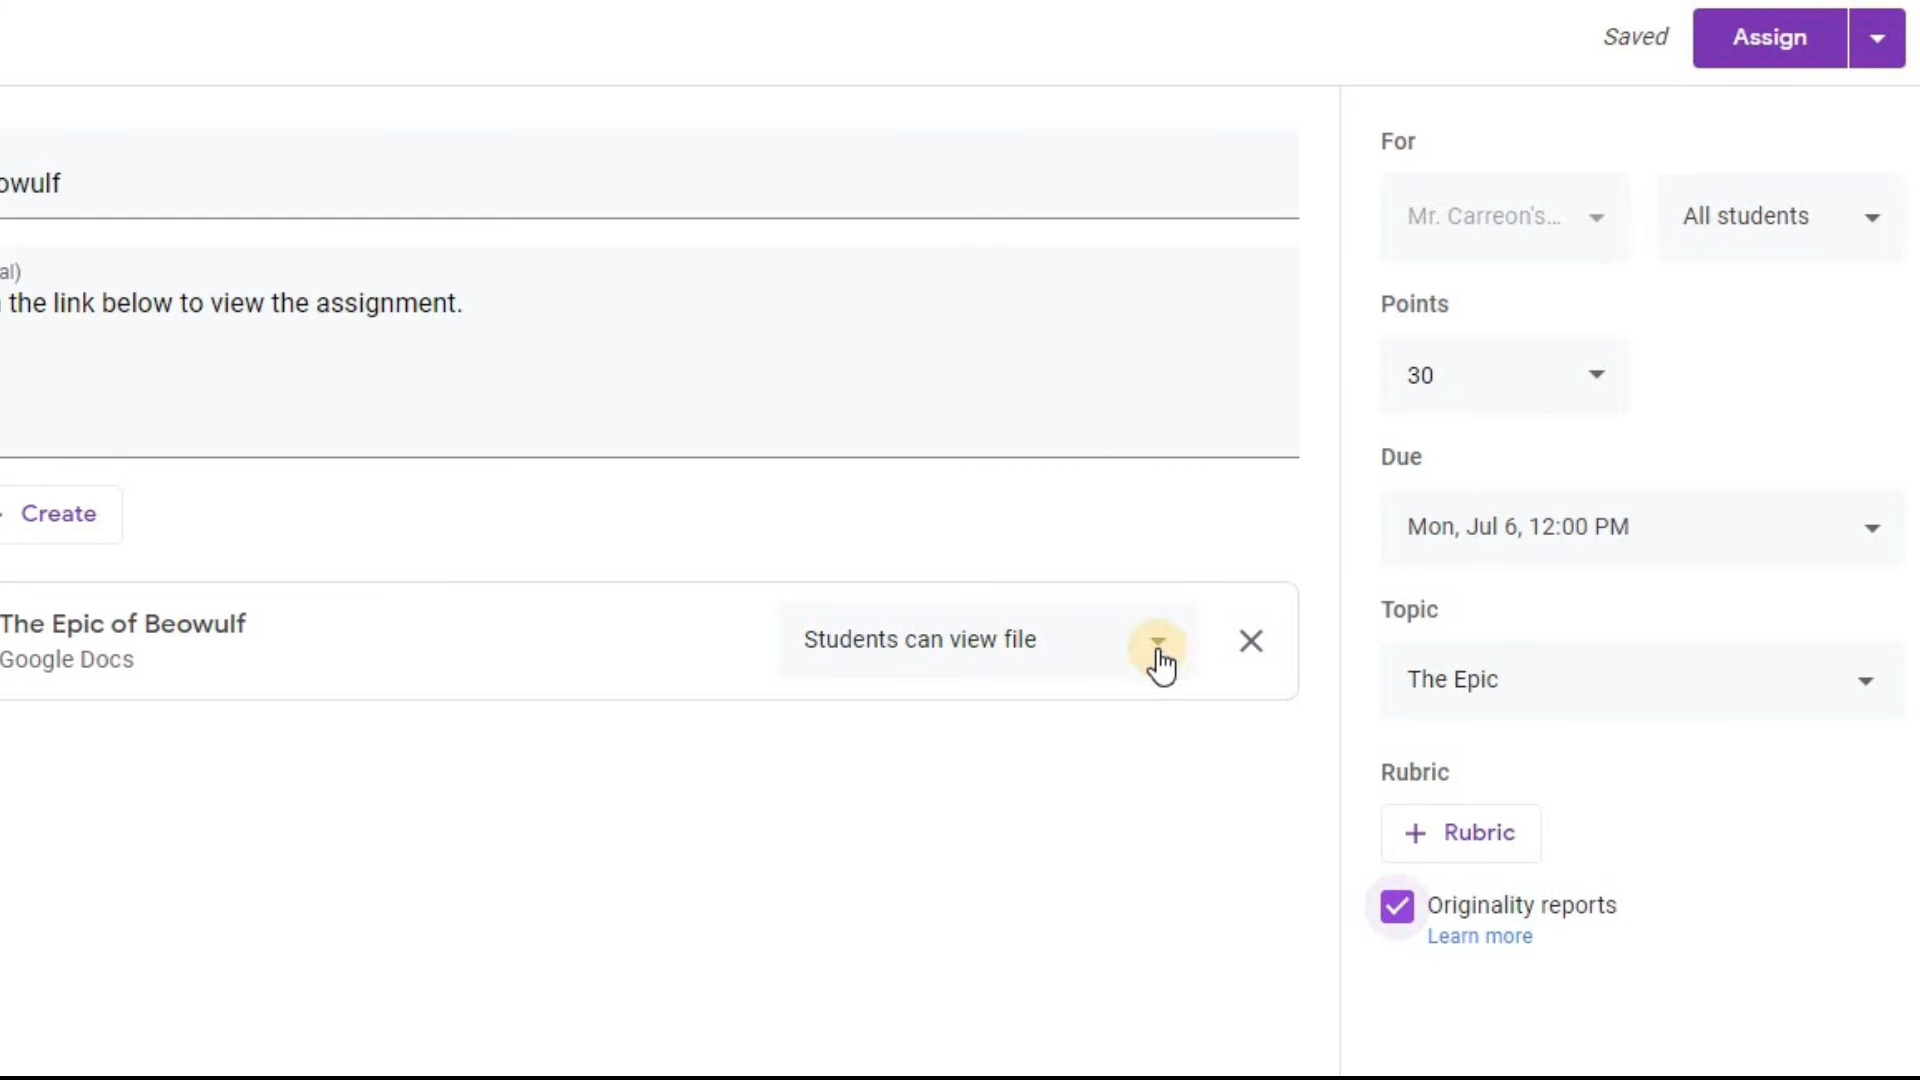 Saved
Assign
owulf
al)
the link below to view the assignment.
Create
The Epic of Beowulf
Google Docs
Students can view file
For
Mr. Carreon's...
All students
Points
30
Due
Mon, Jul 6, 12:00 PM
Topic
The Epic
Rubric
+ Rubric
Originality reports
Learn more